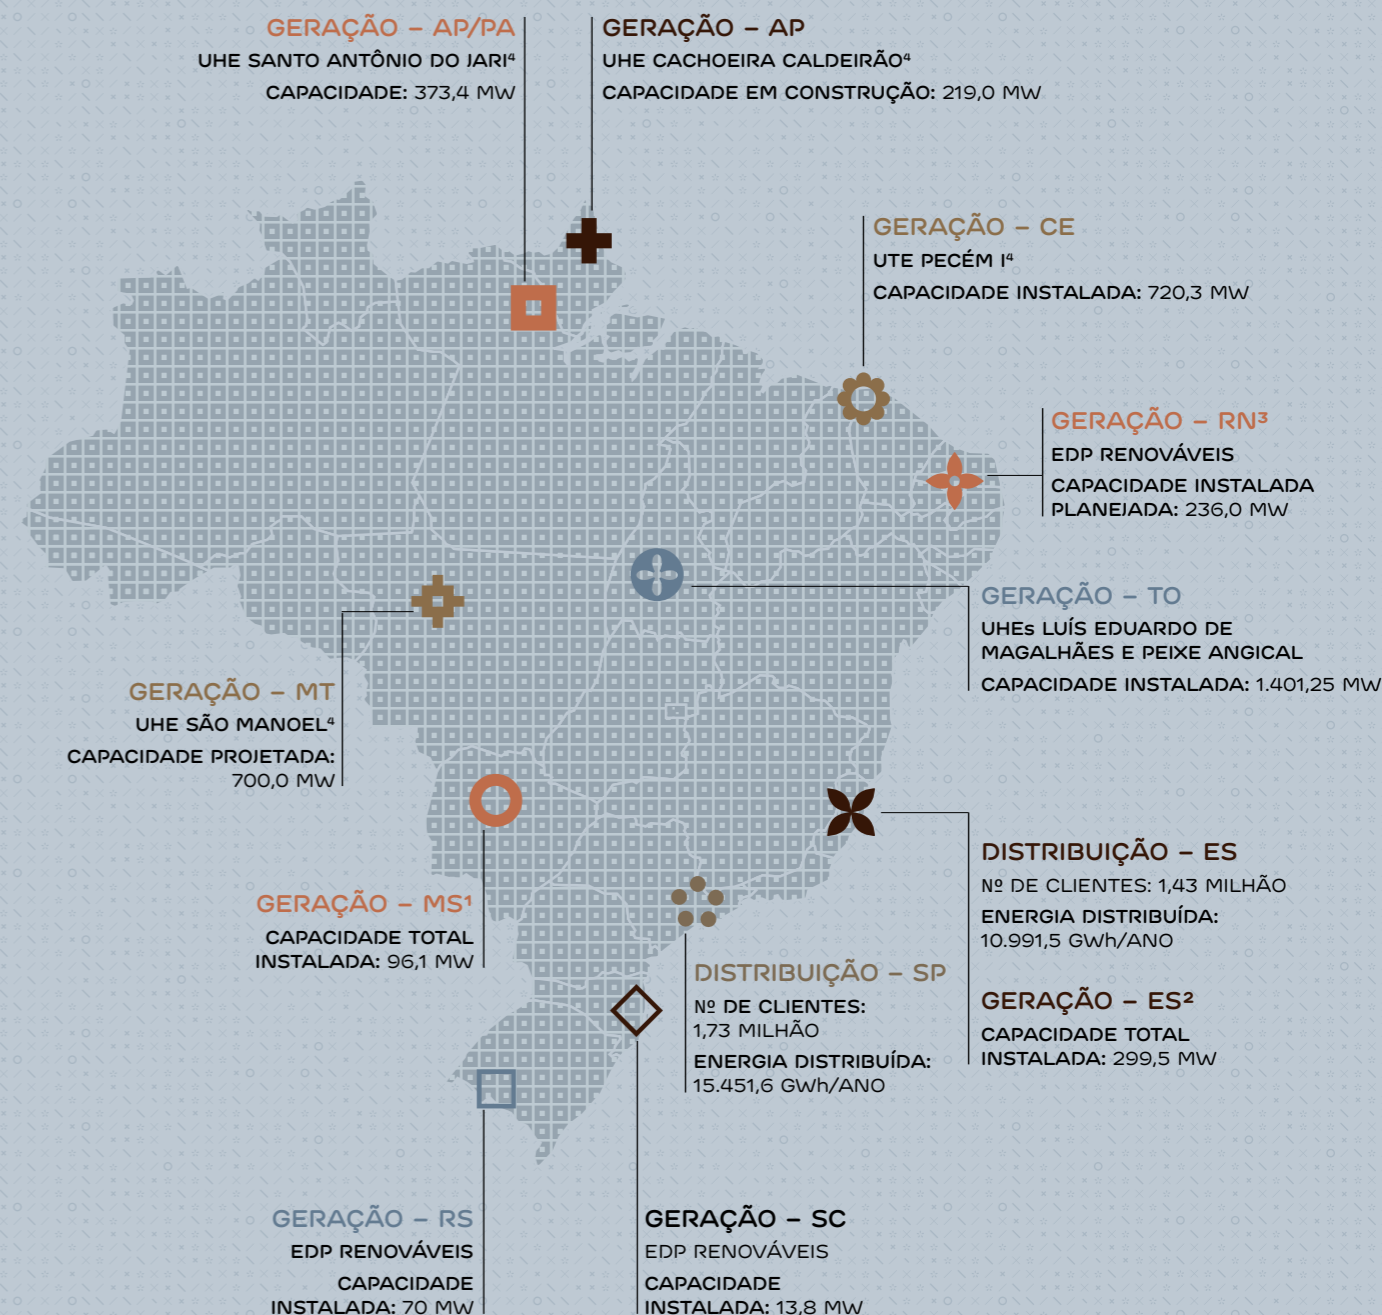 GERAÇÃO – AP/PA
UHE SANTO ANTÔNIO DO JARI⁴
CAPACIDADE: 373,4 MW
GERAÇÃO – AP
UHE CACHOEIRA CALDEIRÃO⁴
CAPACIDADE EM CONSTRUÇÃO: 219,0 MW
GERAÇÃO – CE
UTE PECÉM I⁴
CAPACIDADE INSTALADA: 720,3 MW
GERAÇÃO – RN³
EDP RENOVÁVEIS
CAPACIDADE INSTALADA
PLANEJADA: 236,0 MW
GERAÇÃO – TO
UHEs LUÍS EDUARDO DE
MAGALHÃES E PEIXE ANGICAL
CAPACIDADE INSTALADA: 1.401,25 MW
GERAÇÃO – MT
UHE SÃO MANOEL⁴
CAPACIDADE PROJETADA:
700,0 MW
DISTRIBUIÇÃO – ES
Nº DE CLIENTES: 1,43 MILHÃO
ENERGIA DISTRIBUÍDA:
10.991,5 GWh/ANO
GERAÇÃO – ES²
CAPACIDADE TOTAL
INSTALADA: 299,5 MW
GERAÇÃO – MS¹
CAPACIDADE TOTAL
INSTALADA: 96,1 MW
DISTRIBUIÇÃO – SP
Nº DE CLIENTES:
1,73 MILHÃO
ENERGIA DISTRIBUÍDA:
15.451,6 GWh/ANO
GERAÇÃO – RS
EDP RENOVÁVEIS
CAPACIDADE
INSTALADA: 70 MW
GERAÇÃO – SC
EDP RENOVÁVEIS
CAPACIDADE
INSTALADA: 13,8 MW